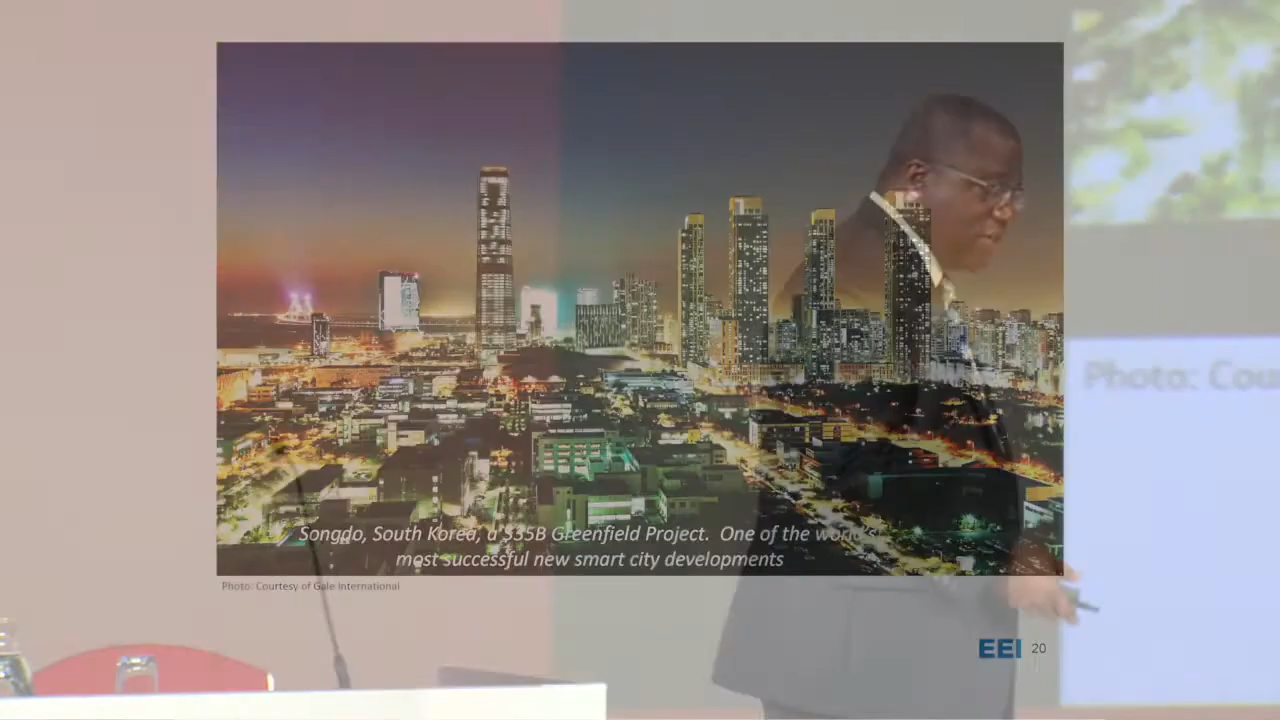 Songdo, South Korea, a $35B Greenfield Project. One of the world's
most successful new smart city developments
Photo: Courtesy of Gale International
Photo: Cou
EEI 20